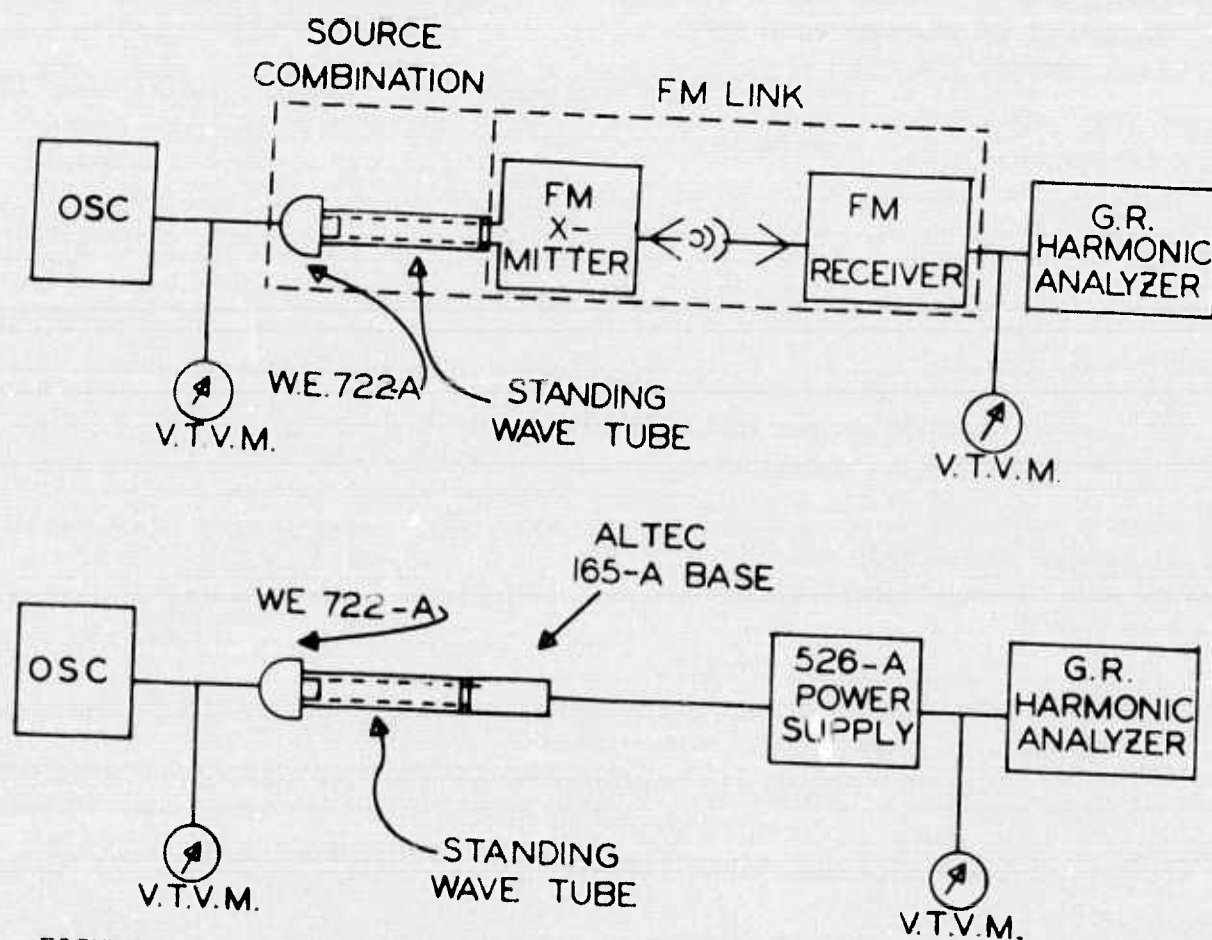 SOURCE
COMBINATION
FM LINK
OSC
FM
X-
MITTER
FM
RECEIVER
G.R.
HARMONIC
ANALYZER
W.E. 722-A
STANDING
WAVE TUBE
V.T.V.M.
V.T.V.M.
ALTEC
165-A BASE
WE 722-A
OSC
526-A
POWER
SUPPLY
G.R.
HARMONIC
ANALYZER
STANDING
WAVE TUBE
V.T.V.M.
V.T.V.M.